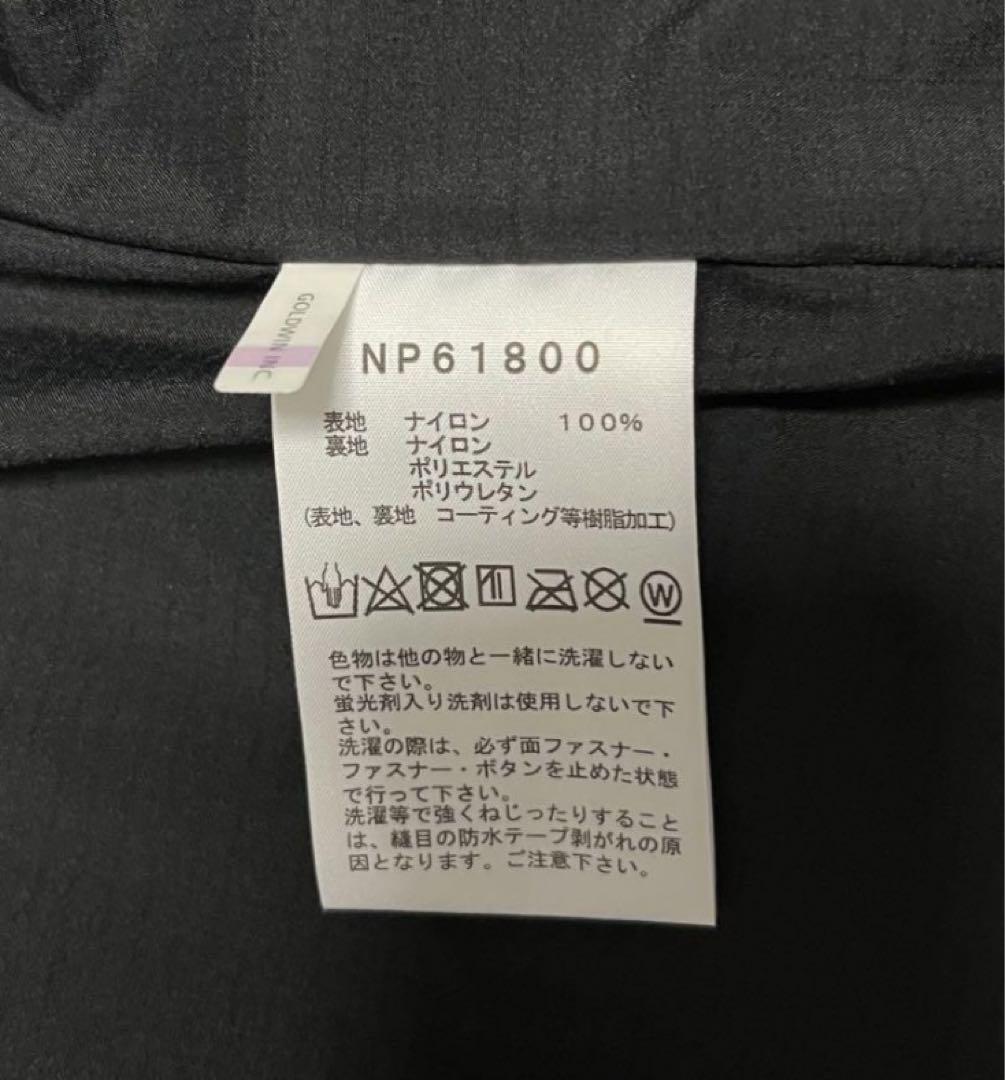 GOLDWIN INC
NP61800
表地 ナイロン 100%
裏地 ナイロン
ポリエステル
ポリウレタン
(表地、裏地 コーティング等樹脂加工)
W
色物は他の物と一緒に洗濯しない
で下さい。
蛍光剤入り洗剤は使用しないで下
さい。
洗濯の際は、必ず面ファスナー・
ファスナー・ボタンを止めた状態
で行って下さい。
洗濯等で強くねじったりすること
は、縫目の防水テープ剥がれの原
因となります。ご注意下さい。